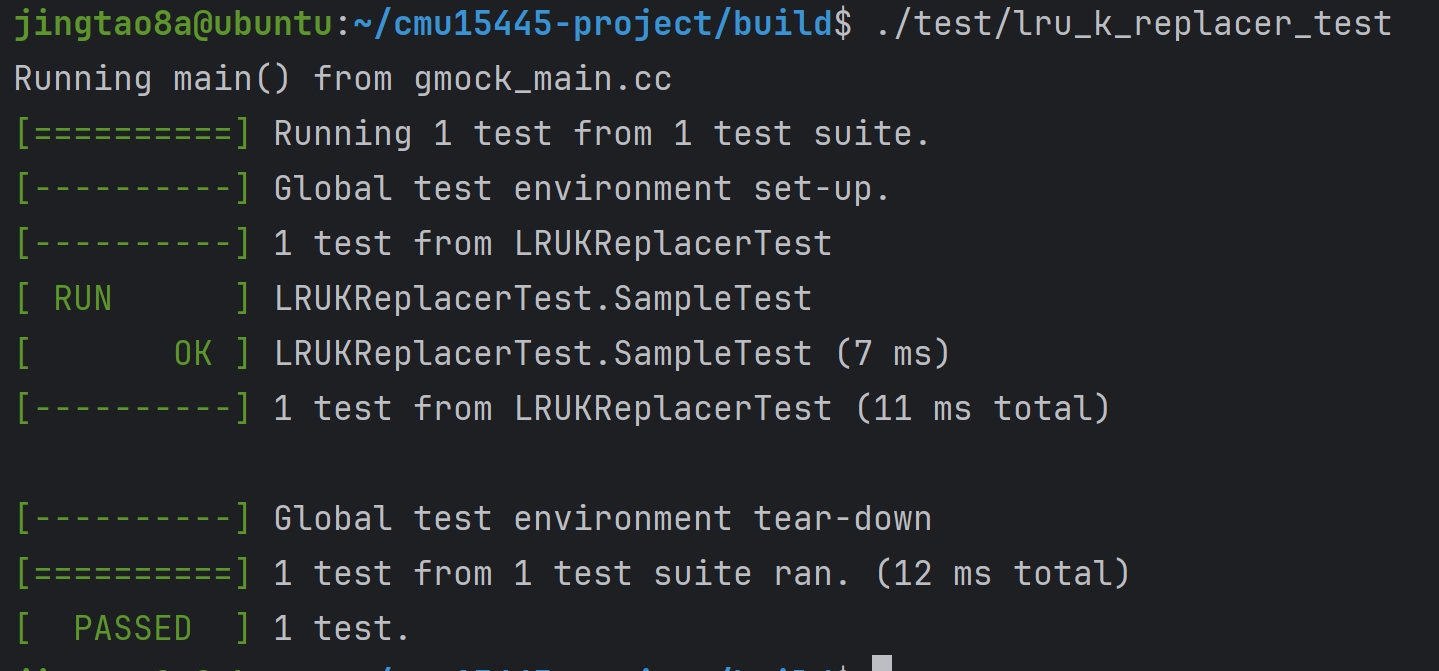 jingtao8a@ubuntu:~/cmu15445-project/build$ ./test/lru_k_replacer_test
Running main() from gmock_main.cc
[==========] Running 1 test from 1 test suite.
[----------] Global test environment set-up.
[----------] 1 test from LRUKReplacerTest
[ RUN      ] LRUKReplacerTest.SampleTest
[       OK ] LRUKReplacerTest.SampleTest (7 ms)
[----------] 1 test from LRUKReplacerTest (11 ms total)

[----------] Global test environment tear-down
[==========] 1 test from 1 test suite ran. (12 ms total)
[  PASSED  ] 1 test.